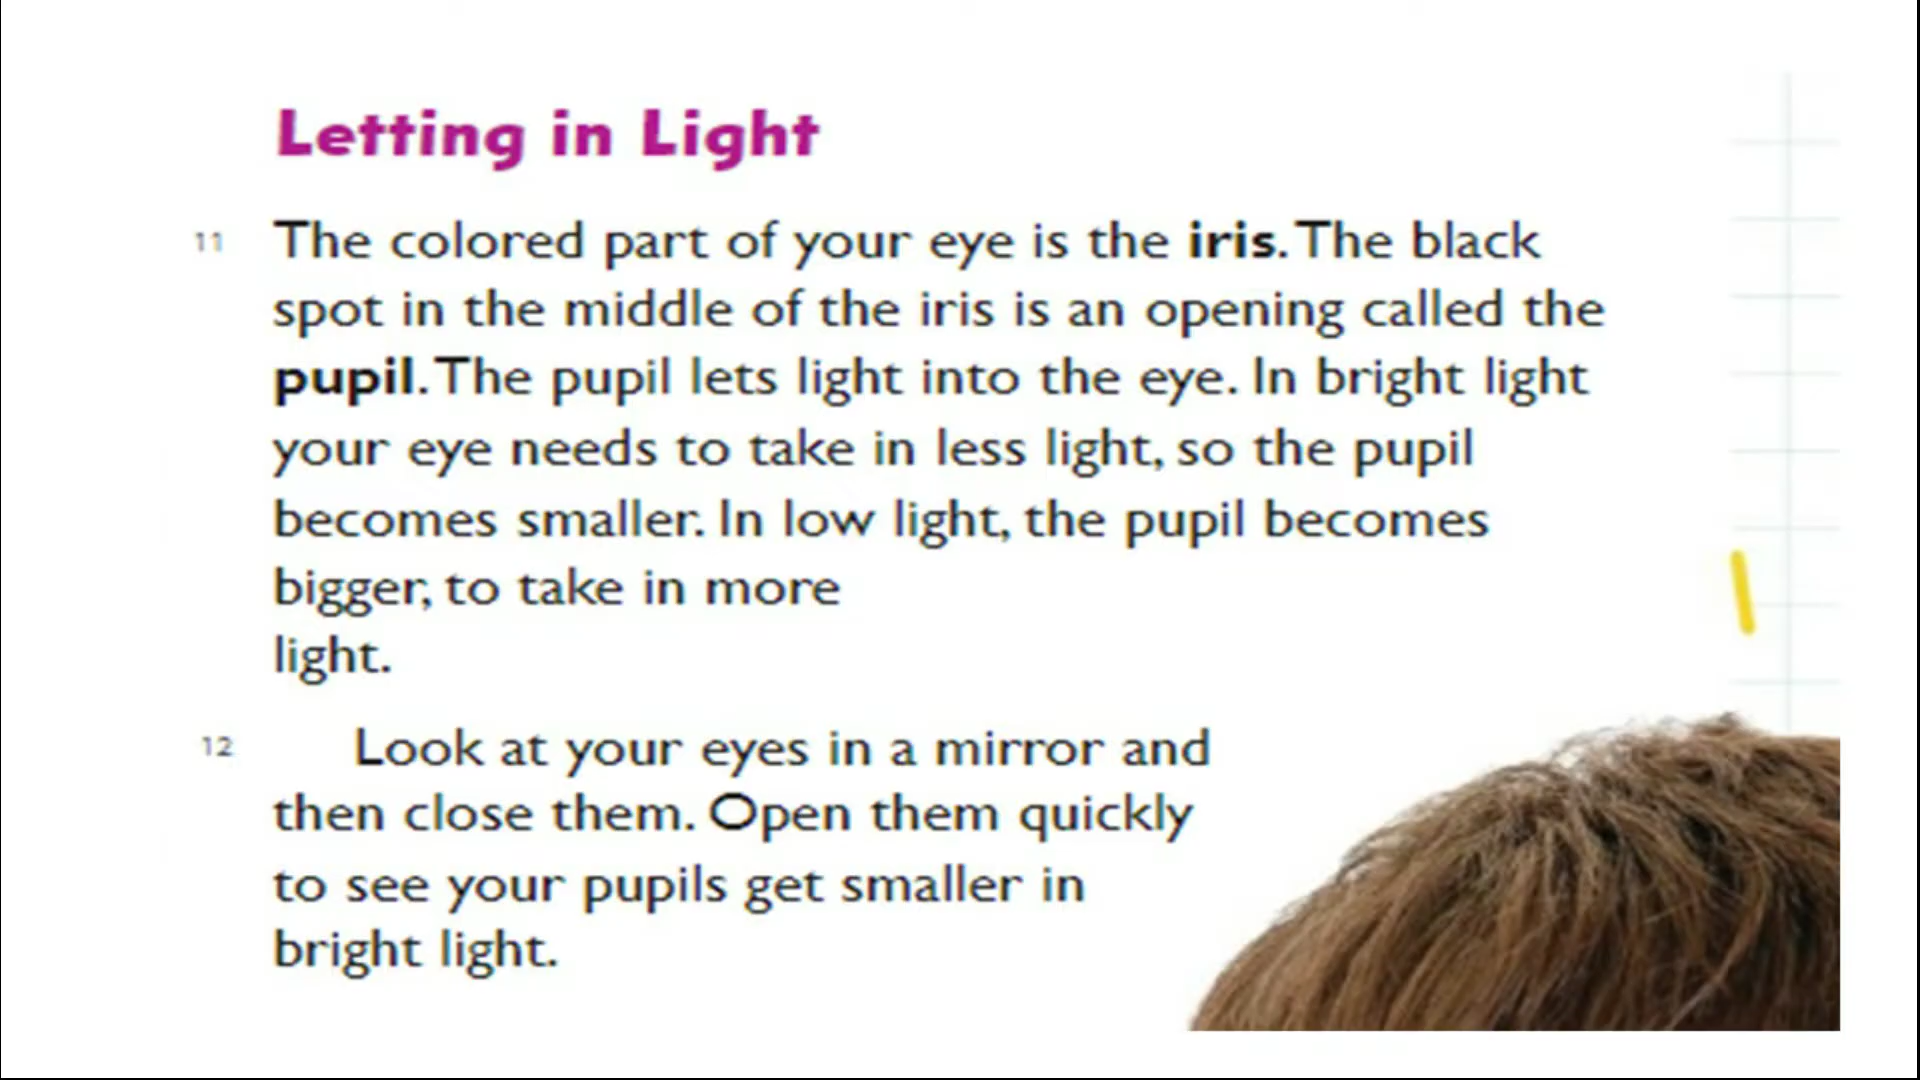 Letting in Light
11 The colored part of your eye is the iris. The black
spot in the middle of the iris is an opening called the
pupil. The pupil lets light into the eye. In bright light
your eye needs to take in less light, so the pupil
becomes smaller. In low light, the pupil becomes
bigger, to take in more
light.
12 Look at your eyes in a mirror and
then close them. Open them quickly
to see your pupils get smaller in
bright light.